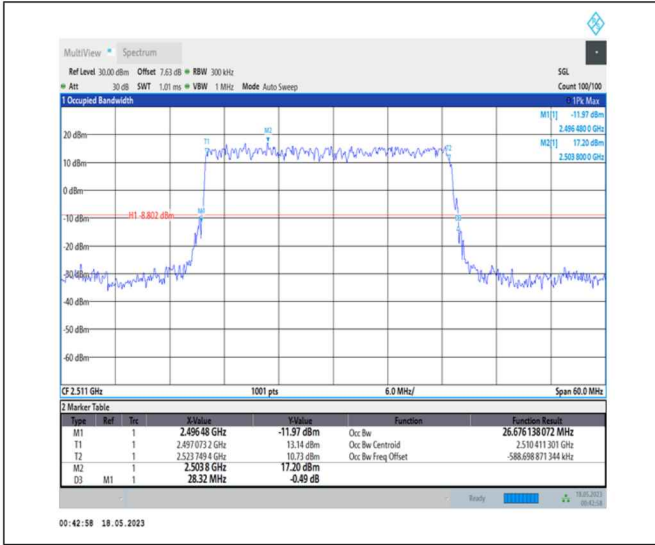 MultiView Spectrum
Ref Level 30.00 dBm Offset 7.63 dB RBW 300 kHz SGL
Att 30 dB SWT 1.01 ms VBW 1 MHz Mode Auto Sweep Count 100/100
1 Occupied Bandwidth 1Pk Max
M1[1] -11.97 dBm
2.496 480 0 GHz
M2[1] 17.20 dBm
2.503 800 0 GHz
20 dBm
M2
T1
T2
10 dBm
0 dBm
M1
H1 -8.802 dBm
-10 dBm
D3
-20 dBm
-30 dBm
-40 dBm
-50 dBm
-60 dBm
CF 2.511 GHz 1001 pts 6.0 MHz/ Span 60.0 MHz
2 Marker Table
Type Ref Trc X-Value Y-Value Function Function Result
M1 1 2.496 48 GHz -11.97 dBm Occ Bw 26.676 138 072 MHz
T1 1 2.497 073 2 GHz 13.14 dBm Occ Bw Centroid 2.510 411 301 GHz
T2 1 2.523 749 4 GHz 10.73 dBm Occ Bw Freq Offset -588.698 871 344 kHz
M2 1 2.503 8 GHz 17.20 dBm
D3 M1 1 28.32 MHz -0.49 dB
Ready 18.05.2023
00:42:58
00:42:58 18.05.2023